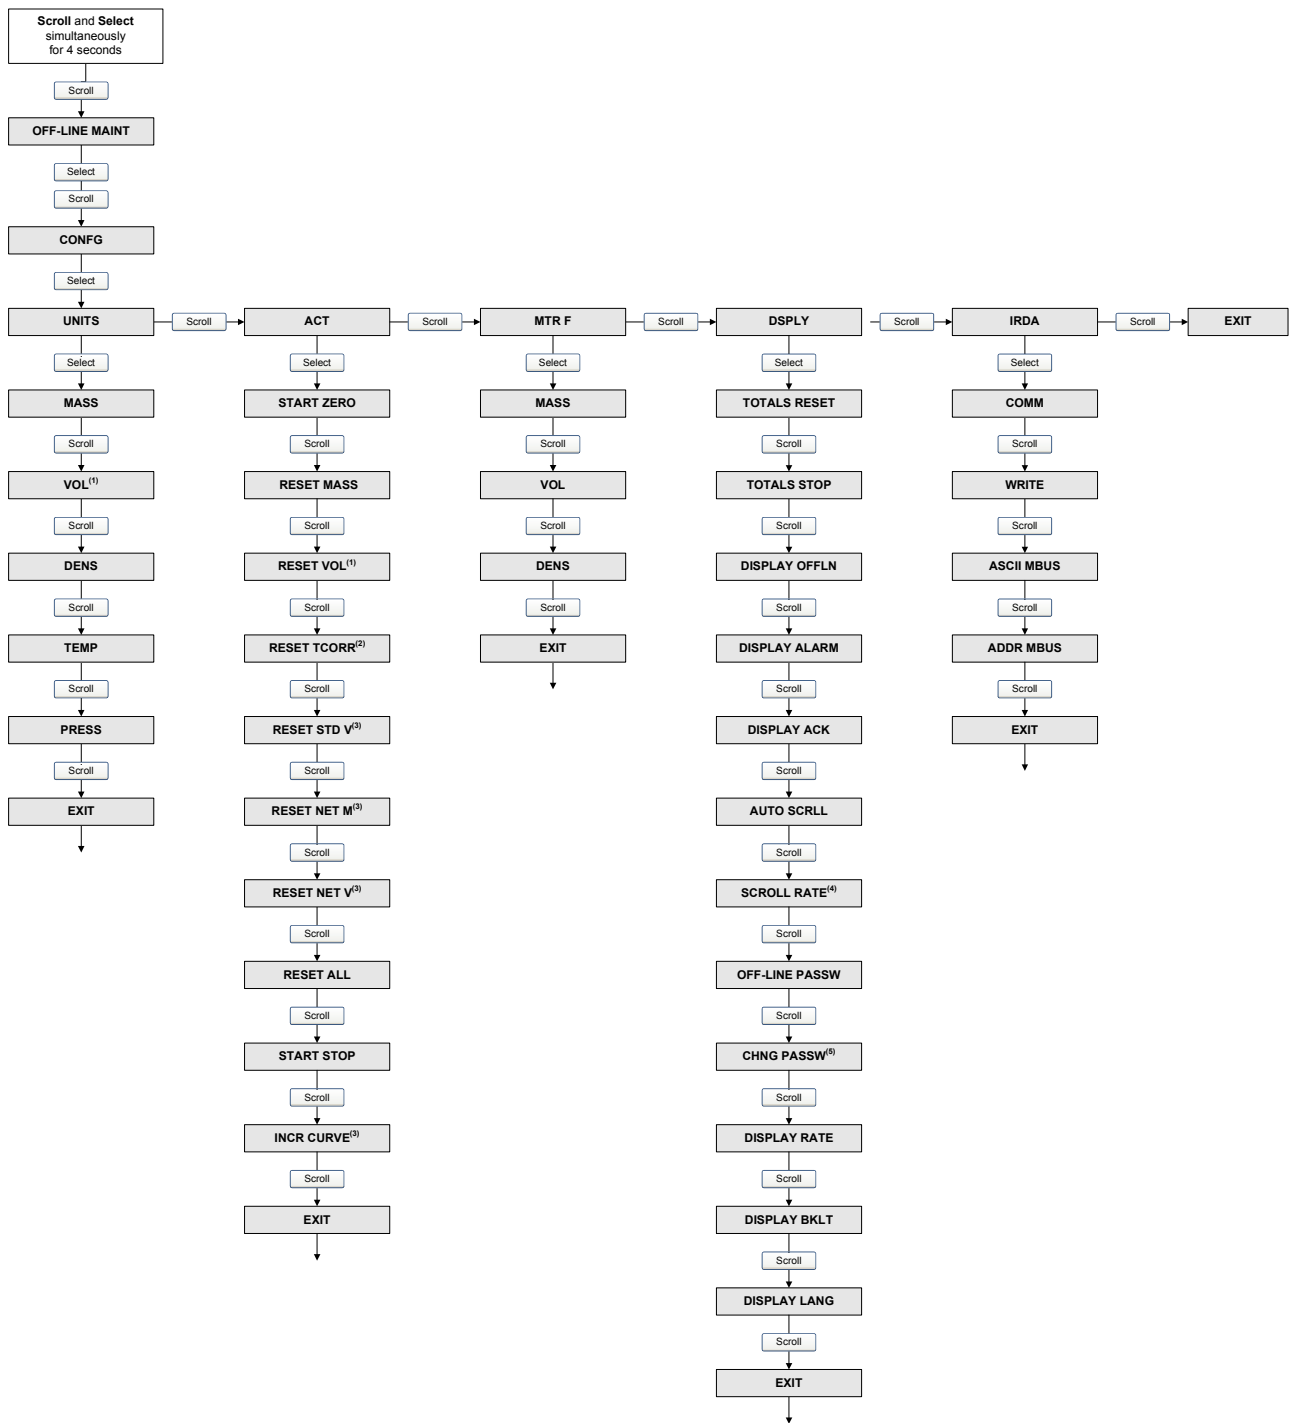 Scroll and Select
simultaneously
for 4 seconds
Scroll
OFF-LINE MAINT
Select
Scroll
CONFG
Select
UNITS
Scroll
ACT
Scroll
MTR F
Scroll
DSPLY
Scroll
IRDA
Scroll
EXIT
Select
MASS
Scroll
VOL(1)
Scroll
DENS
Scroll
TEMP
Scroll
PRESS
Scroll
EXIT
Select
START ZERO
Scroll
RESET MASS
Scroll
RESET VOL(1)
Scroll
RESET TCORR(2)
Scroll
RESET STD V(3)
Scroll
RESET NET M(3)
Scroll
RESET NET V(3)
Scroll
RESET ALL
Scroll
START STOP
Scroll
INCR CURVE(3)
Scroll
EXIT
Select
MASS
Scroll
VOL
Scroll
DENS
Scroll
EXIT
Select
TOTALS RESET
Scroll
TOTALS STOP
Scroll
DISPLAY OFFLN
Scroll
DISPLAY ALARM
Scroll
DISPLAY ACK
Scroll
AUTO SCRLL
Scroll
SCROLL RATE(4)
Scroll
OFF-LINE PASSW
Scroll
CHNG PASSW(5)
Scroll
DISPLAY RATE
Scroll
DISPLAY BKLT
Scroll
DISPLAY LANG
Scroll
EXIT
Select
COMM
Scroll
WRITE
Scroll
ASCII MBUS
Scroll
ADDR MBUS
Scroll
EXIT